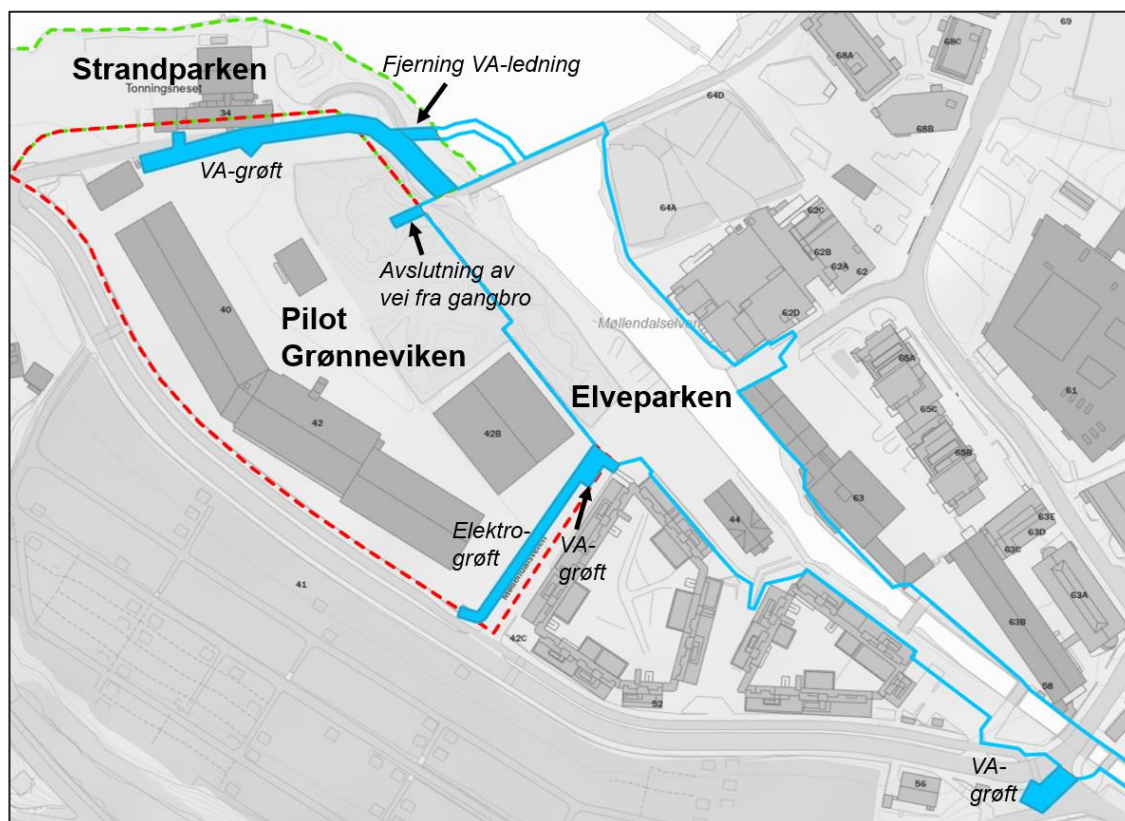 69
68A
68C
Strandparken
Fjerning VA-ledning
Tonningsneset
34
64D
68B
VA-grøft
64A
62C
62B
62A
62
Avslutning av
vei fra gangbro
62D
Møllendalselven
40
Pilot
Grønneviken
65A
61
Elveparken
65C
42
42B
65B
63
Elektro-
grøft
VA-
grøft
44
63E
63D
63C
Møllendalsveien
41
63A
42C
63B
52
58
VA-
grøft
56